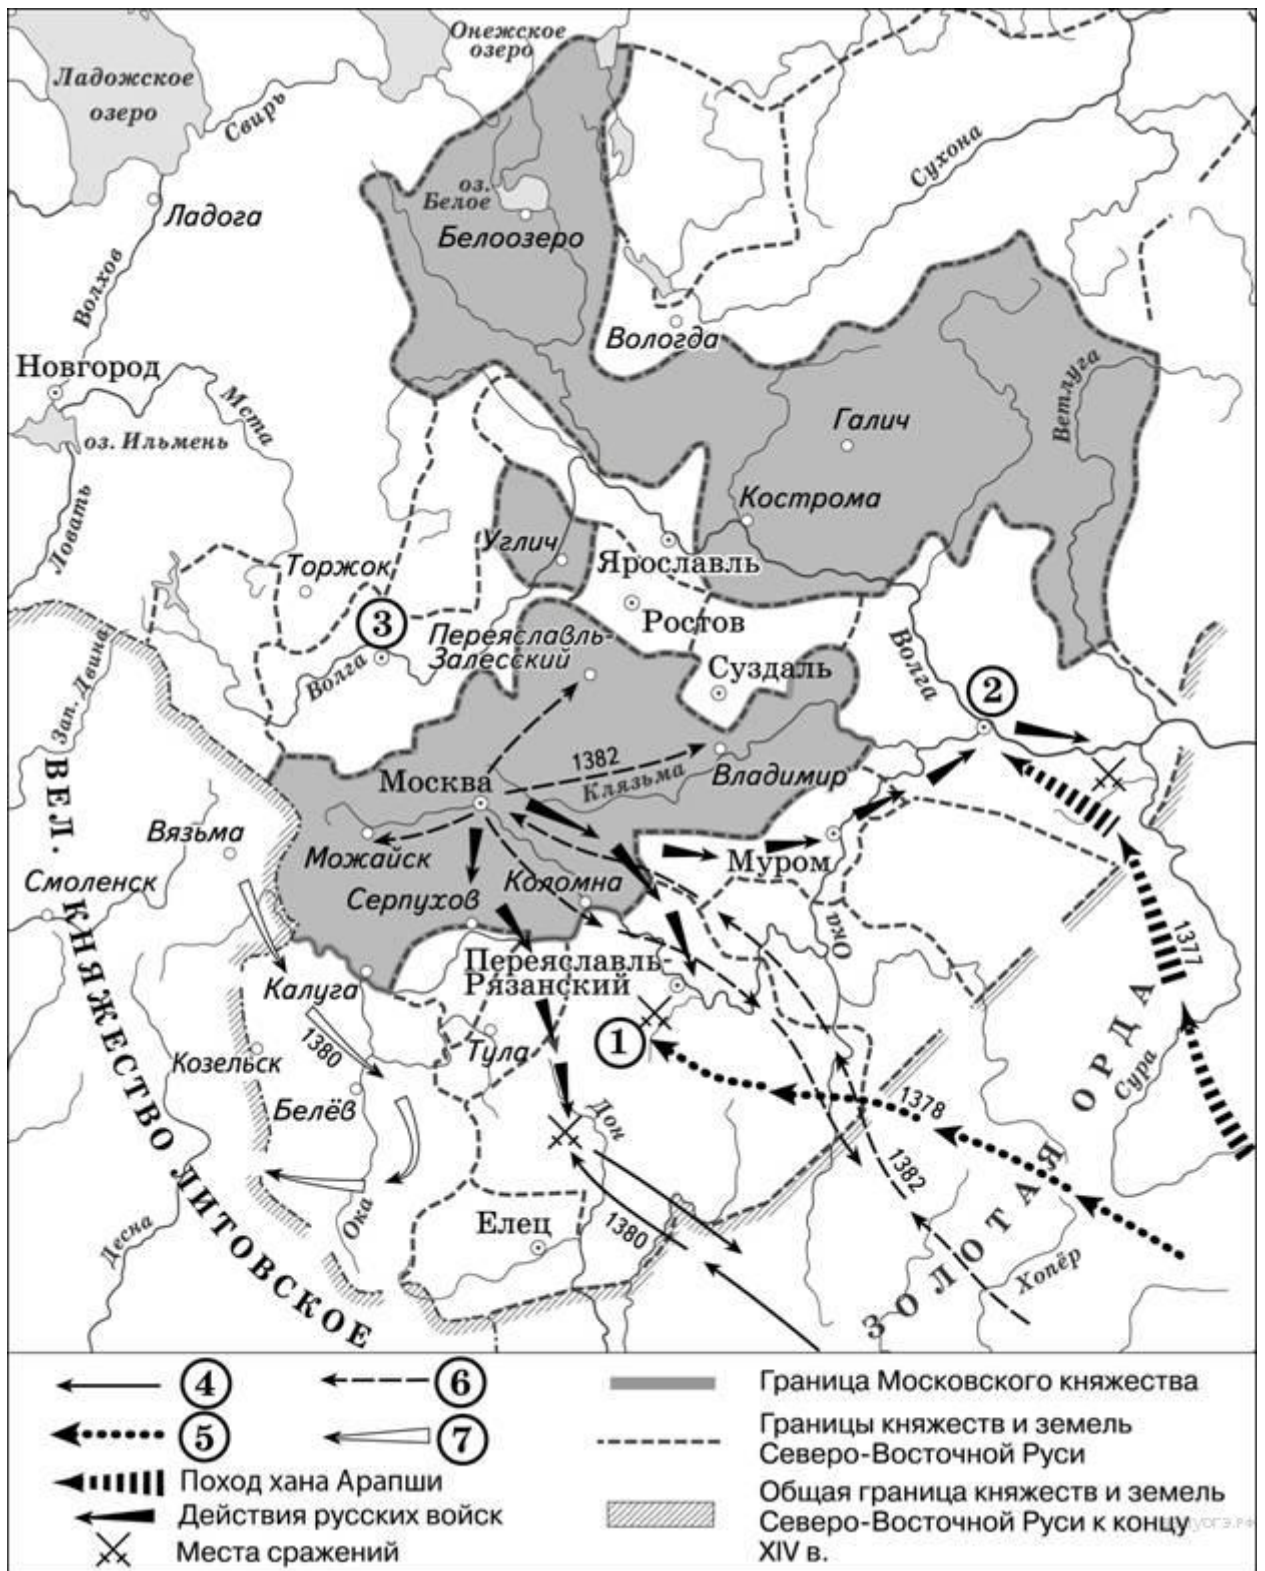 Онежское
озеро
Ладожское
озеро
Свирь
Сухона
оз.
Белое
Белоозеро
Ладога
Волхов
Вологда
Новгород
Мста
оз. Ильмень
Ветлуга
Галич
Кострома
Ловать
Углич
Ярославль
Торжок
3
Ростов
Переяславль-
Залесский
Зап. Двина
Волга
Суздаль
Волга
2
1382
Москва
Клязьма
Владимир
Вязьма
Можайск
Муром
Смоленск
Серпухов
Коломна
Ока
1377
Переяславль-
Рязанский
Калуга
1
Тула
1380
Козельск
Белёв
Дон
1378
Сура
1382
Ока
Елец
1380
Десна
Хопёр
ВЕЛ. КНЯЖЕСТВО ЛИТОВСКОЕ
ЗОЛОТАЯ ОРДА
4
6
Граница Московского княжества
5
7
Границы княжеств и земель
Северо-Восточной Руси
Поход хана Арапши
Действия русских войск
Общая граница княжеств и земель
Северо-Восточной Руси к концу
XIV в.
Места сражений